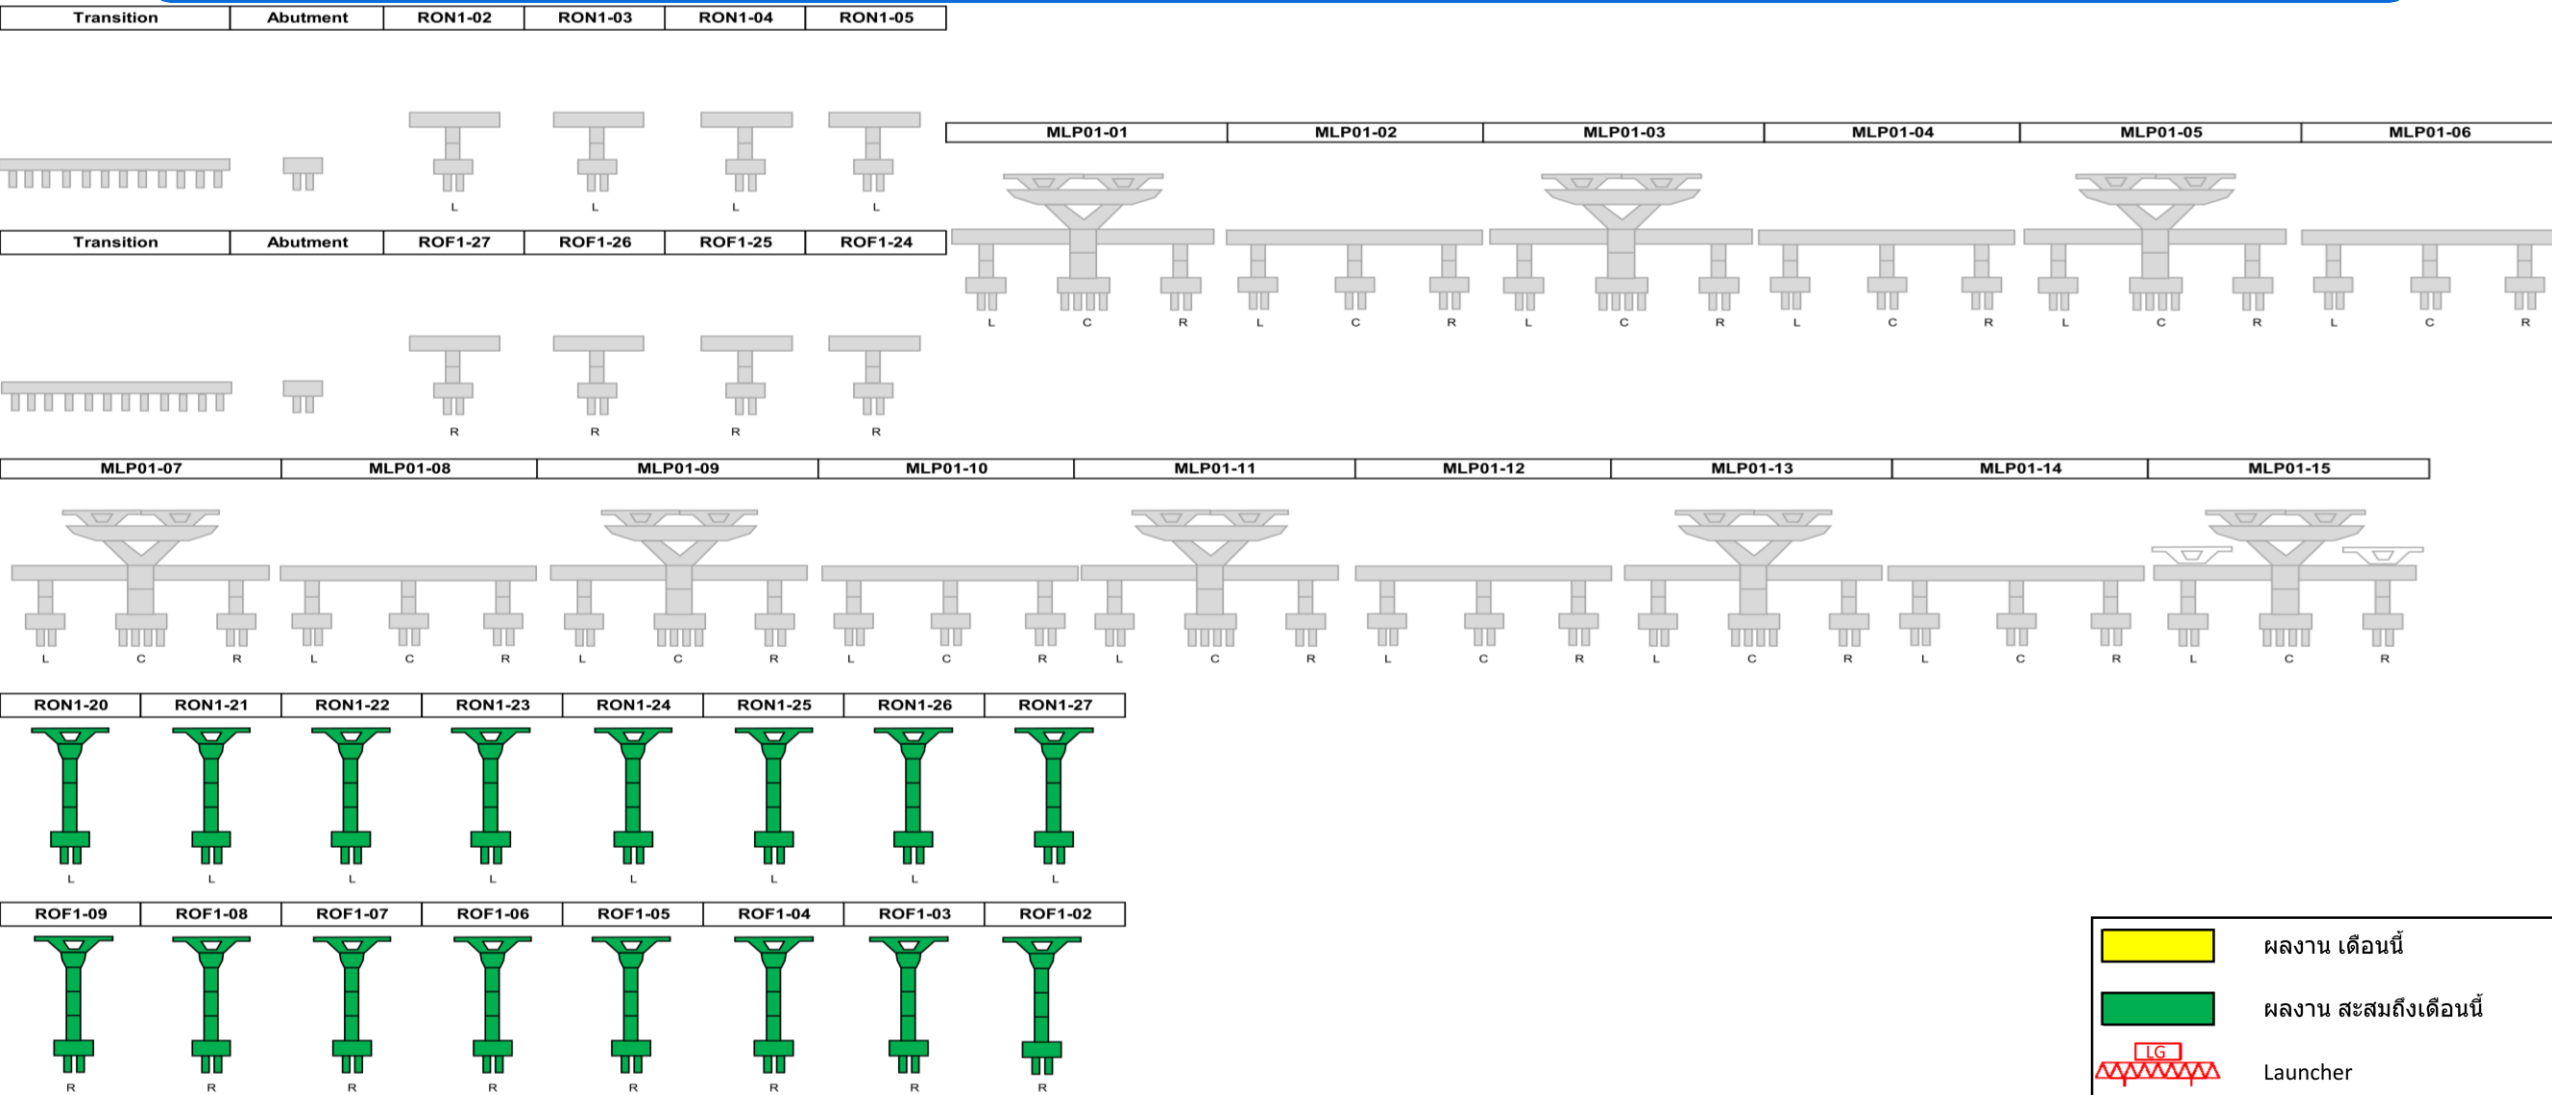 Transition Abutment RON1-02 RON1-03 RON1-04 RON1-05
L L L L
MLP01-01 MLP01-02 MLP01-03 MLP01-04 MLP01-05 MLP01-06
L C R L C R L C R L C R L C R L C R
Transition Abutment ROF1-27 ROF1-26 ROF1-25 ROF1-24
R R R R
MLP01-07 MLP01-08 MLP01-09 MLP01-10 MLP01-11 MLP01-12 MLP01-13 MLP01-14 MLP01-15
L C R L C R L C R L C R L C R L C R L C R L C R L C R
RON1-20 RON1-21 RON1-22 RON1-23 RON1-24 RON1-25 RON1-26 RON1-27
L L L L L L L L
ROF1-09 ROF1-08 ROF1-07 ROF1-06 ROF1-05 ROF1-04 ROF1-03 ROF1-02
R R R R R R R R
ผลงาน เดือนนี้
ผลงาน สะสมถึงเดือนนี้
LG
Launcher